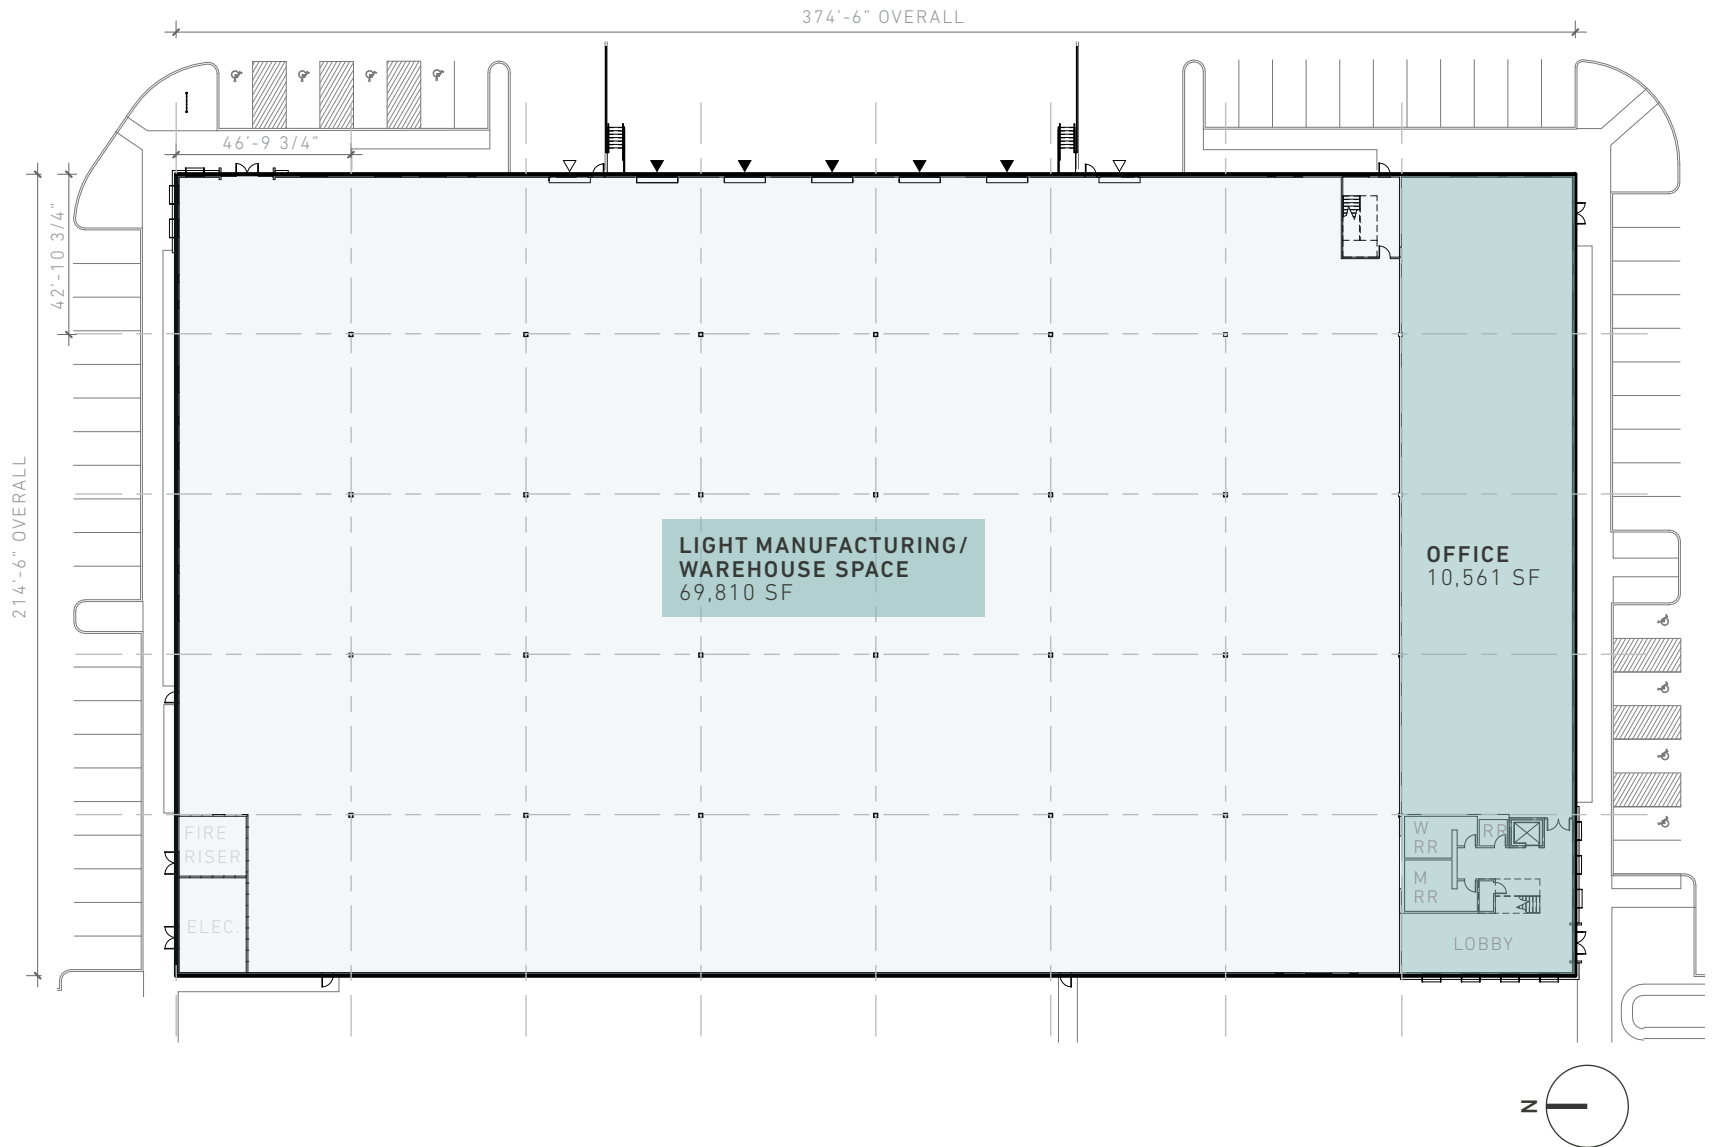 374'-6" OVERALL
46'-9 3/4"
42'-10 3/4"
214'-6" OVERALL
LIGHT MANUFACTURING/
WAREHOUSE SPACE
69,810 SF
OFFICE
10,561 SF
FIRE
RISER
ELEC.
W
RR
RR
M
RR
LOBBY
N